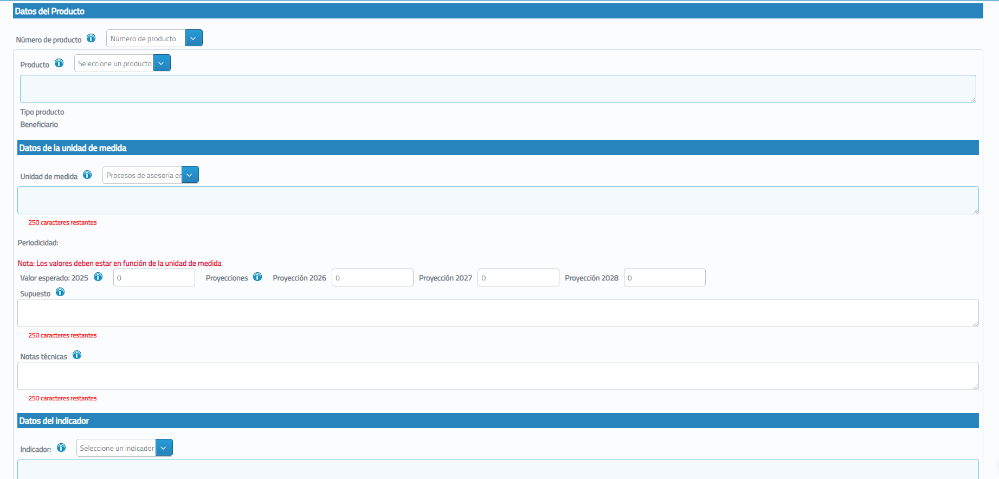 Datos del Producto
Número de producto Número de producto
Producto Seleccione un producto
Tipo producto
Beneficiario
Datos de la unidad de medida
Unidad de medida Procesos de asesoría en
250 caracteres restantes
Periodicidad:
Nota: Los valores deben estar en función de la unidad de medida
Valor esperado: 2025 0 Proyecciones Proyección 2026 0 Proyección 2027 0 Proyección 2028 0
Supuesto
250 caracteres restantes
Notas técnicas
250 caracteres restantes
Datos del indicador
Indicador: Seleccione un indicador